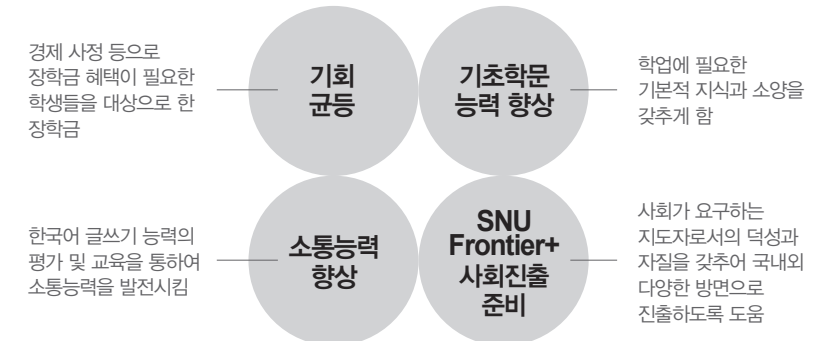 경제 사정 등으로
장학금 혜택이 필요한
학생들을 대상으로 한
장학금
기회
균등
기초학문
능력 향상
학업에 필요한
기본적 지식과 소양을
갖추게 함
한국어 글쓰기 능력의
평가 및 교육을 통하여
소통능력을 발전시킴
소통능력
향상
SNU
Frontier+
사회진출
준비
사회가 요구하는
지도자로서의 덕성과
자질을 갖추어 국내외
다양한 방면으로
진출하도록 도움